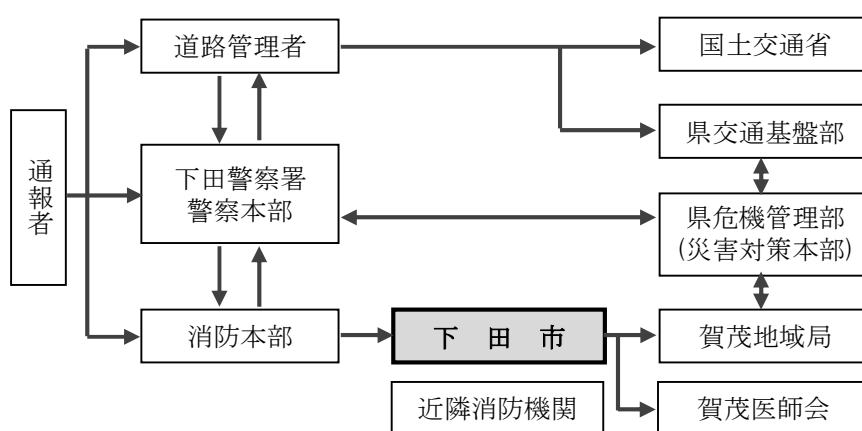 道路管理者
国土交通省
県交通基盤部
通報者
下田警察署
警察本部
県危機管理部
(災害対策本部)
消防本部
下 田 市
賀茂地域局
近隣消防機関
賀茂医師会